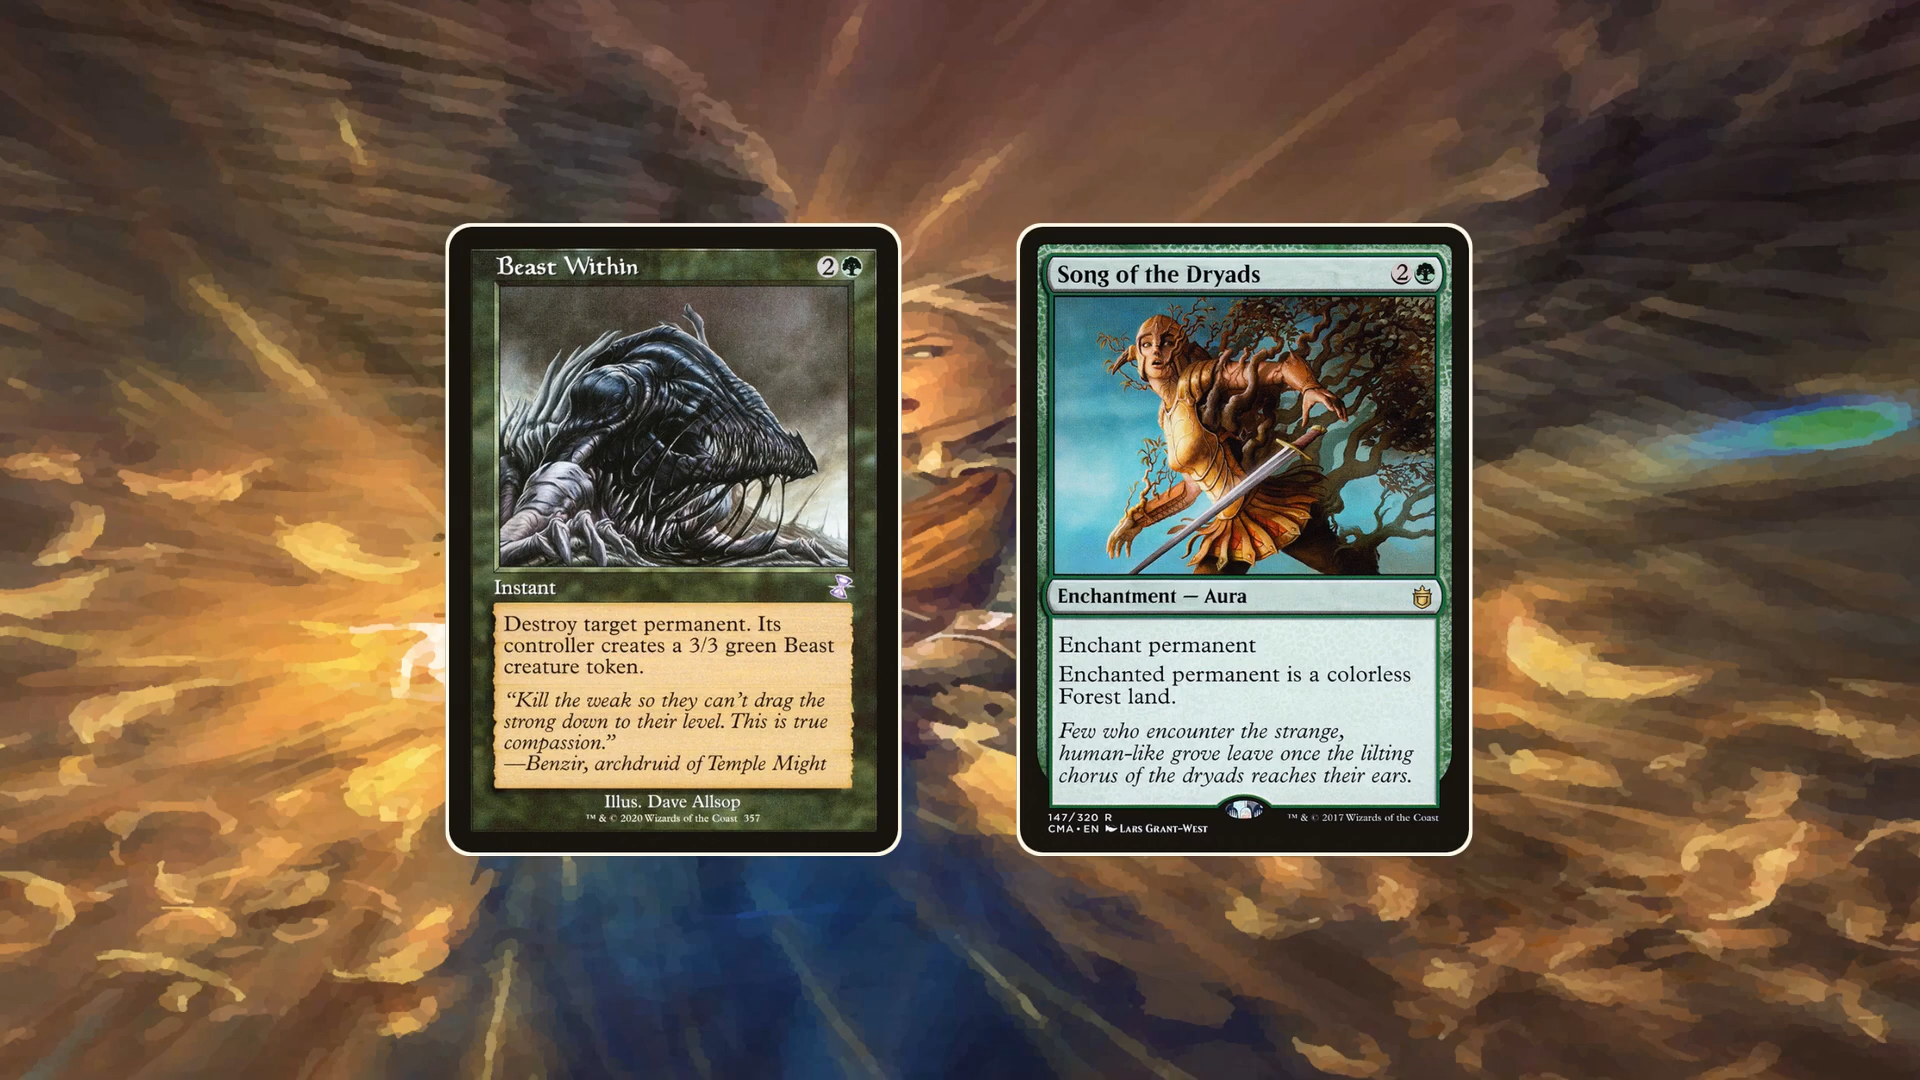 Beast Within 2
Instant
Destroy target permanent. Its
controller creates a 3/3 green Beast
creature token.
“Kill the weak so they can’t drag the
strong down to their level. This is true
compassion.”
—Benzir, archdruid of Temple Might
Illus. Dave Allsop
™ & © 2020 Wizards of the Coast 357
Song of the Dryads 2
Enchantment — Aura
Enchant permanent
Enchanted permanent is a colorless
Forest land.
Few who encounter the strange,
human-like grove leave once the lilting
chorus of the dryads reaches their ears.
147/320 R
CMA • EN Lars Grant-West
™ & © 2017 Wizards of the Coast